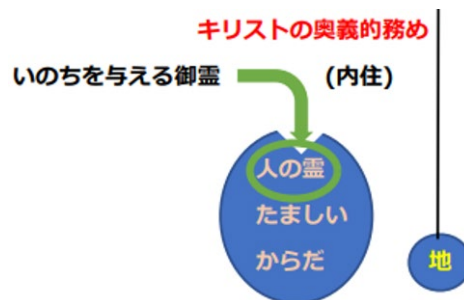 キリストの奥義的務め
いのちを与える御霊
(内住)
人の霊
たましい
からだ
地